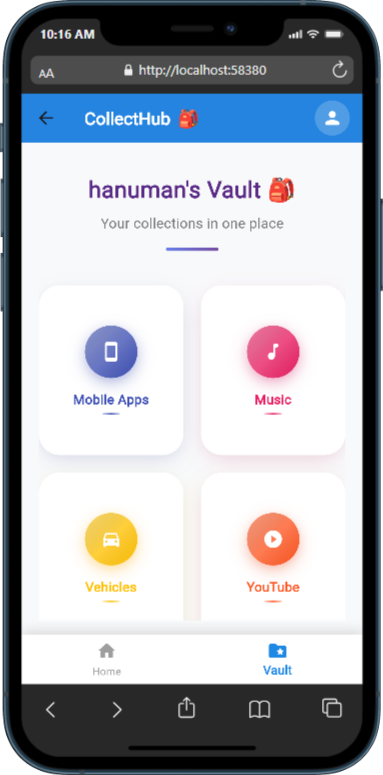 10:16 AM
AA http://localhost:58380
CollectHub 🎒
hanuman's Vault 🎒
Your collections in one place
Mobile Apps Music
Vehicles YouTube
Home Vault